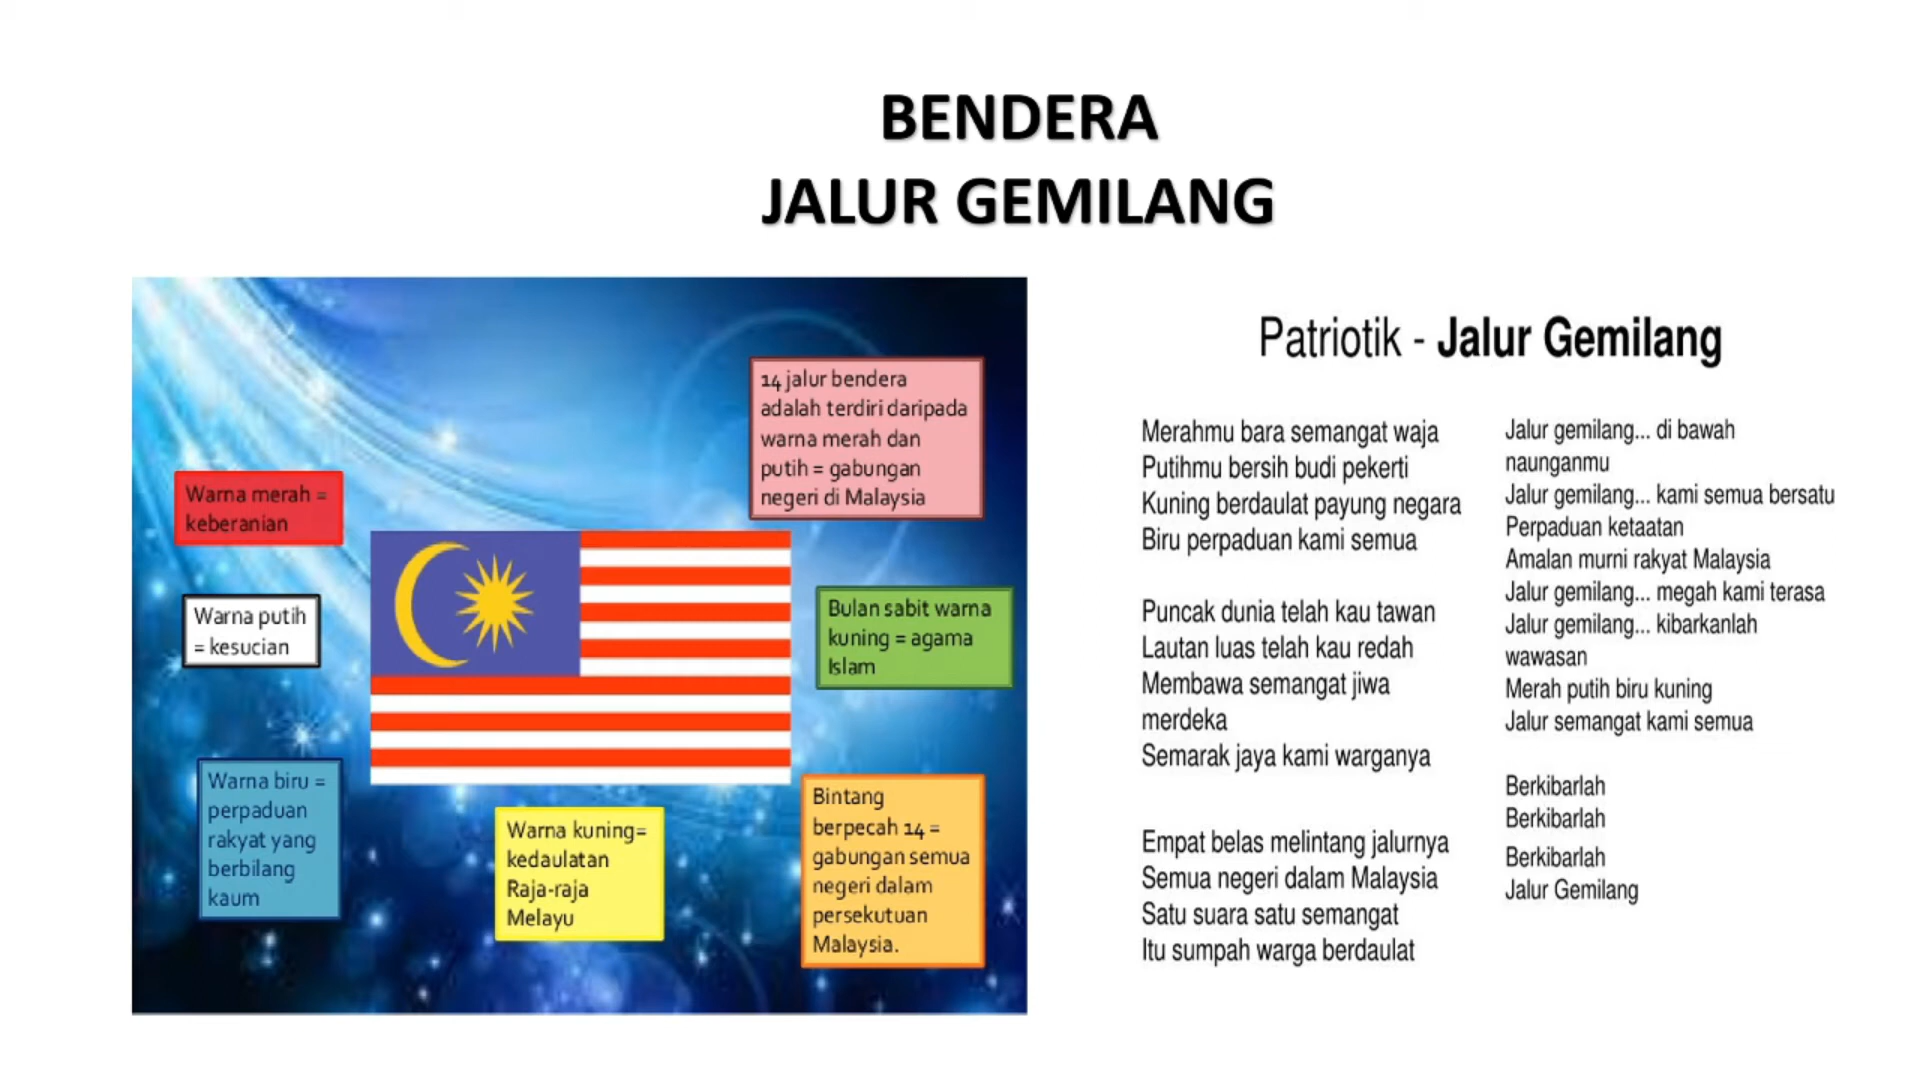 BENDERA
JALUR GEMILANG
14 jalur bendera
adalah terdiri daripada
warna merah dan
putih = gabungan
negeri di Malaysia
Warna merah =
keberanian
Warna putih
= kesucian
Bulan sabit warna
kuning = agama
Islam
Warna biru =
perpaduan
rakyat yang
berbilang
kaum
Warna kuning=
kedaulatan
Raja-raja
Melayu
Bintang
berpecah 14 =
gabungan semua
negeri dalam
persekutuan
Malaysia.
Patriotik - Jalur Gemilang
Merahmu bara semangat waja
Putihmu bersih budi pekerti
Kuning berdaulat payung negara
Biru perpaduan kami semua
Puncak dunia telah kau tawan
Lautan luas telah kau redah
Membawa semangat jiwa
merdeka
Semarak jaya kami warganya
Empat belas melintang jalurnya
Semua negeri dalam Malaysia
Satu suara satu semangat
Itu sumpah warga berdaulat
Jalur gemilang... di bawah
naunganmu
Jalur gemilang... kami semua bersatu
Perpaduan ketaatan
Amalan murni rakyat Malaysia
Jalur gemilang... megah kami terasa
Jalur gemilang... kibarkanlah
wawasan
Merah putih biru kuning
Jalur semangat kami semua
Berkibarlah
Berkibarlah
Berkibarlah
Jalur Gemilang